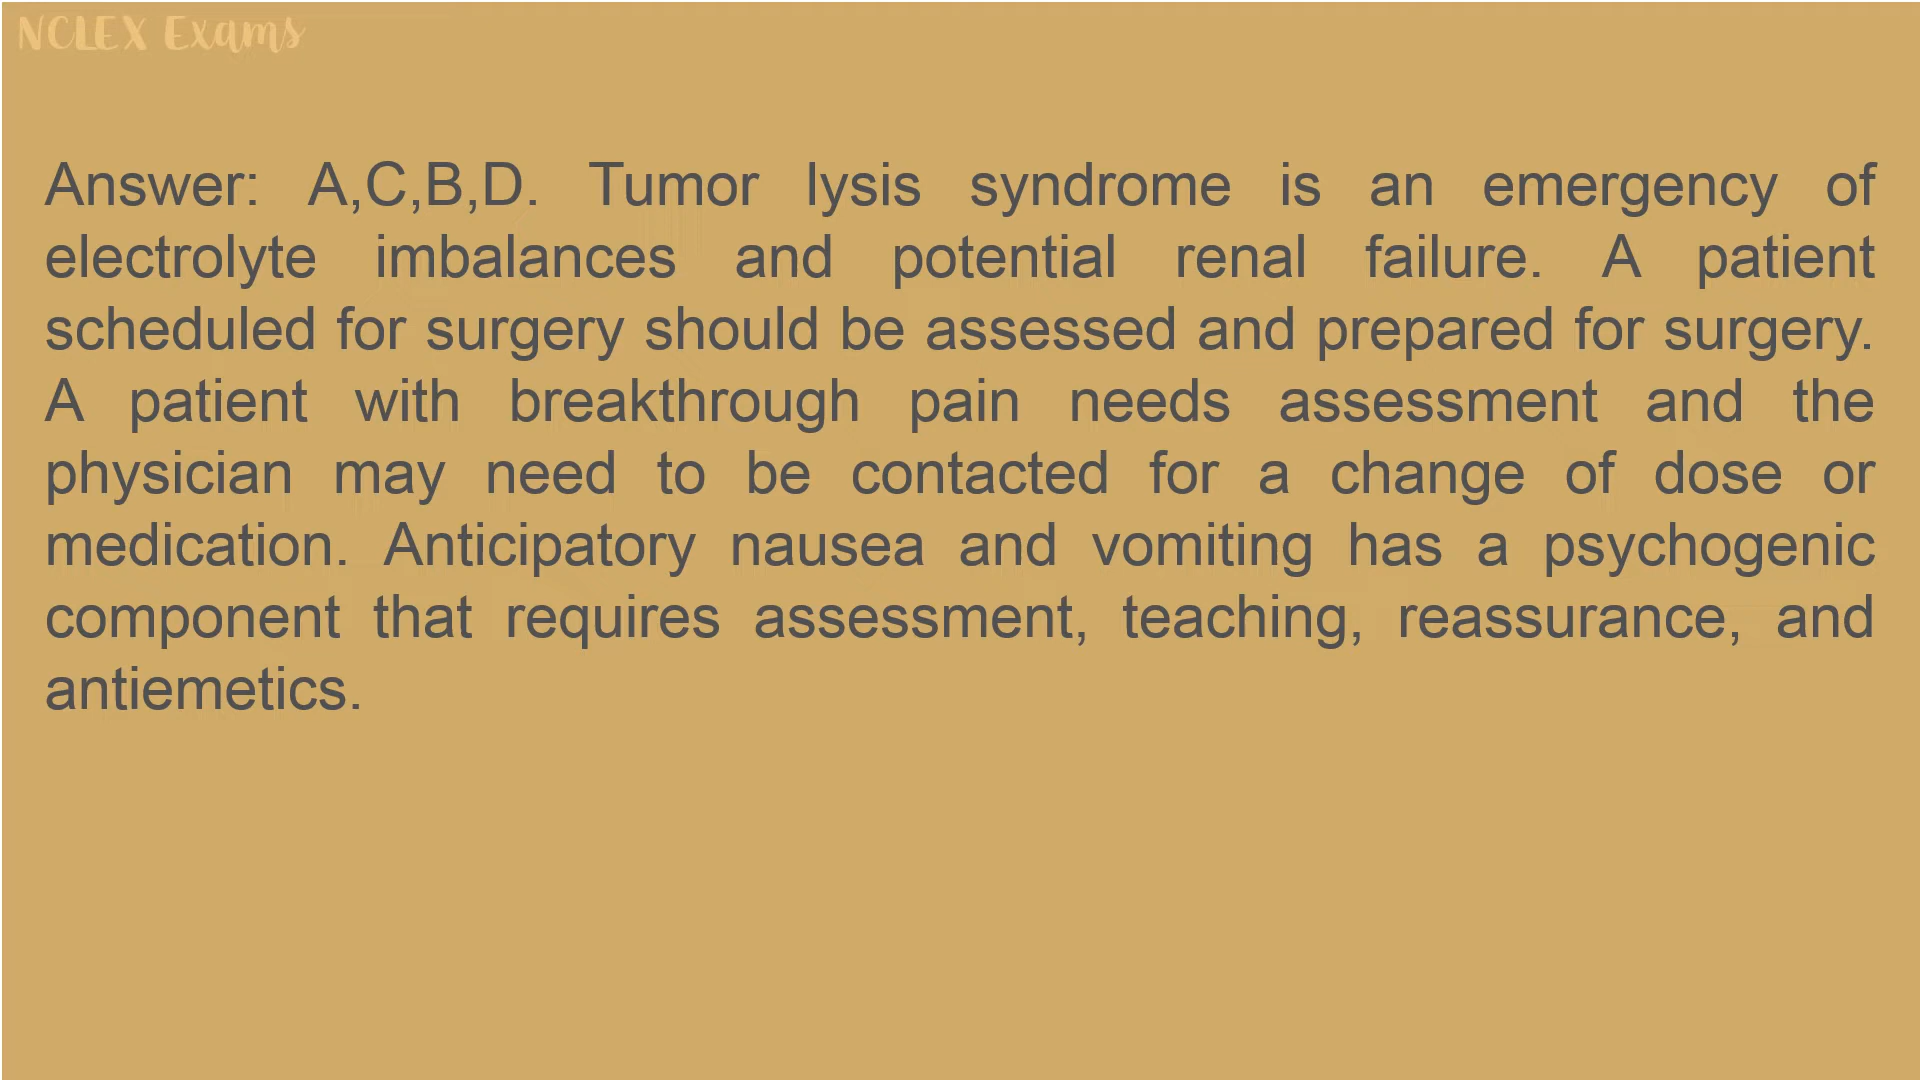 NCLEX Exams
Answer: A,C,B,D. Tumor lysis syndrome is an emergency of
electrolyte imbalances and potential renal failure. A patient
scheduled for surgery should be assessed and prepared for surgery.
A patient with breakthrough pain needs assessment and the
physician may need to be contacted for a change of dose or
medication. Anticipatory nausea and vomiting has a psychogenic
component that requires assessment, teaching, reassurance, and
antiemetics.